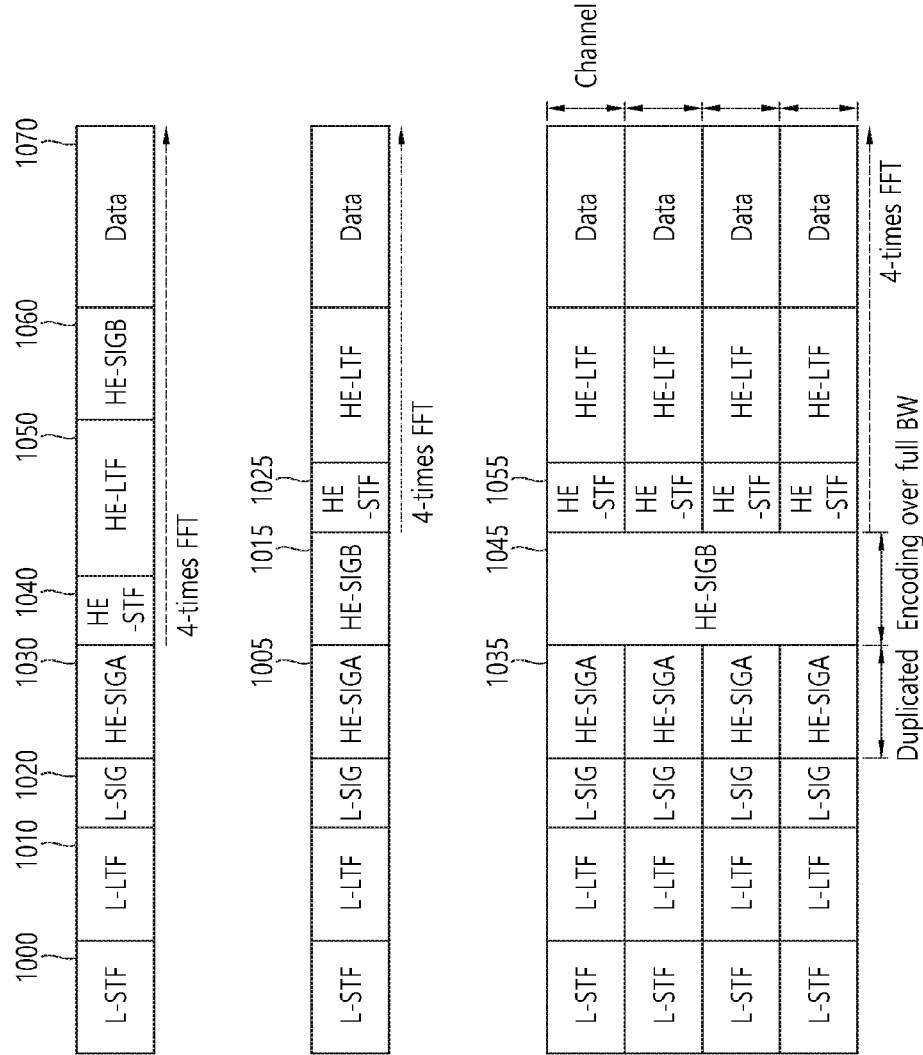 1000 1010 1020 1030 1040 1050 1060 1070
L-STF L-LTF L-SIG HE-SIGA HE -STF HE-LTF HE-SIGB Data
4-times FFT
1005 1015 1025
L-STF L-LTF L-SIG HE-SIGA HE-SIGB HE -STF HE-LTF Data
4-times FFT
1035 1045 1055
L-STF L-LTF L-SIG HE-SIGA HE-SIGB HE -STF HE-LTF Data Channel
L-STF L-LTF L-SIG HE-SIGA HE -STF HE-LTF Data
L-STF L-LTF L-SIG HE-SIGA HE -STF HE-LTF Data
L-STF L-LTF L-SIG HE-SIGA HE -STF HE-LTF Data
Duplicated Encoding over full BW 4-times FFT